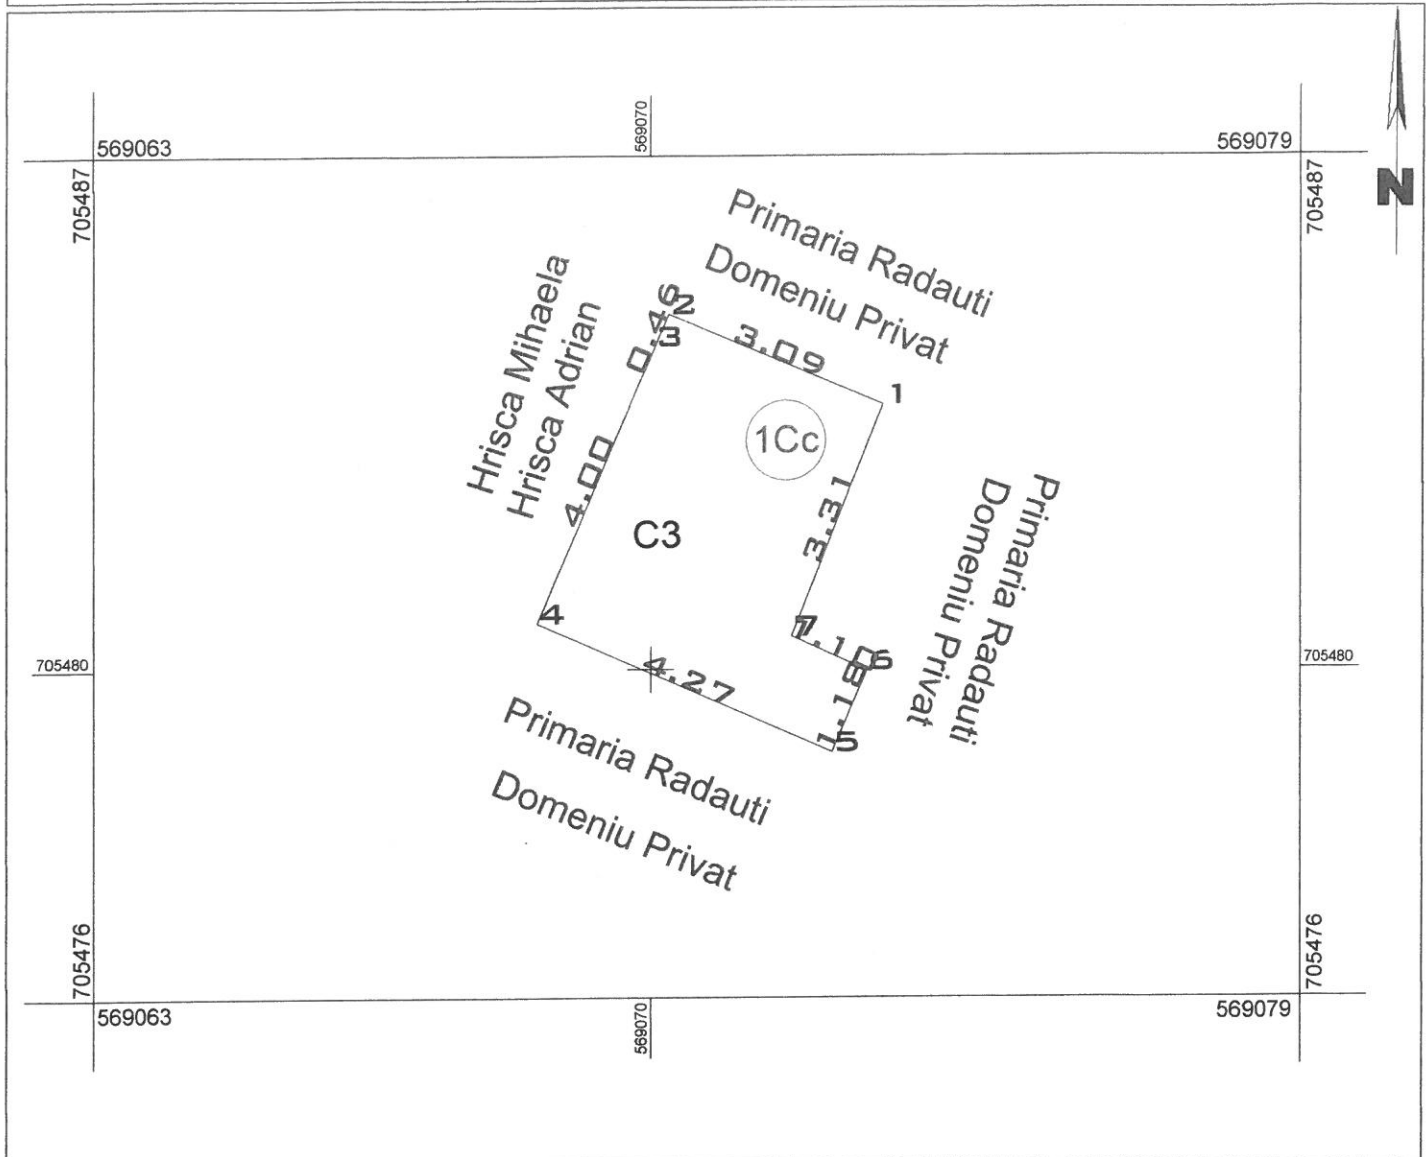 569070
569063
569079
705487
705487
N
Primaria Radauti
Domeniu Privat
Hrisca Mihaela
Hrisca Adrian
0.46
2
3
3.09
1
1Cc
4.00
3.31
C3
Primaria Radauti
Domeniu Privat
4
7
1.10
6
705480
705480
4.27
1.18
5
Primaria Radauti
Domeniu Privat
705476
705476
569063
569070
569079